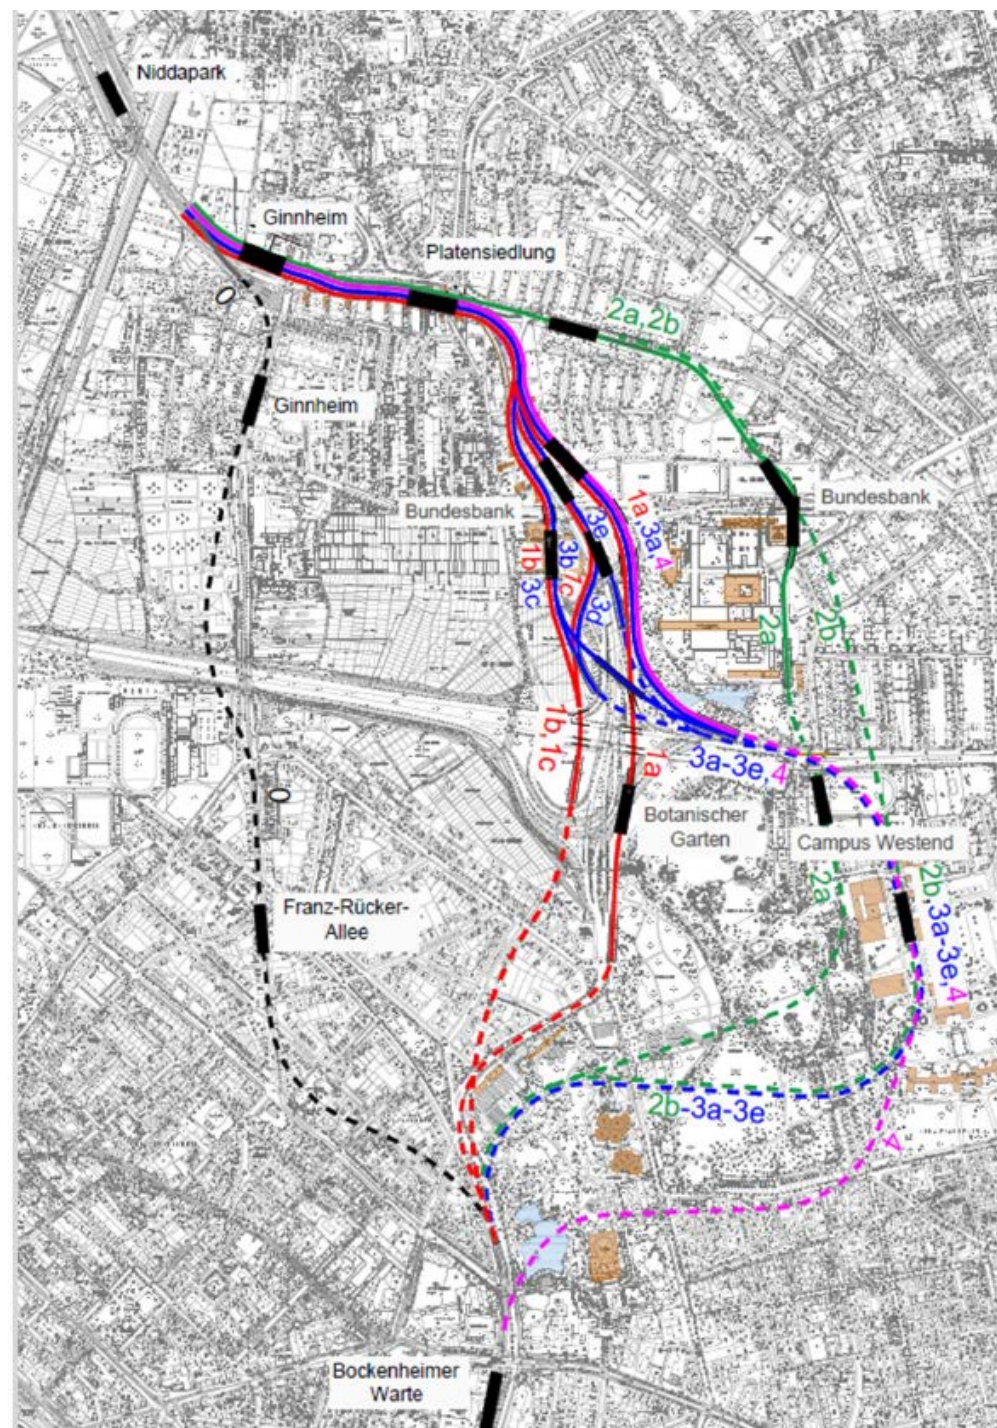 Niddapark
Ginnheim
Platensiedlung
2a,2b
0
Ginnheim
Bundesbank
Bundesbank
1a,3a,4
3e
3b,1c
1b,3c
3d
2a
2b
1b,1c
1a
3a-3e,4
0
Botanischer
Garten
Campus Westend
2a
2b,3a-3e,4
Franz-Rücker-
Allee
2b-3a-3e
4
Bockenheimer
Warte